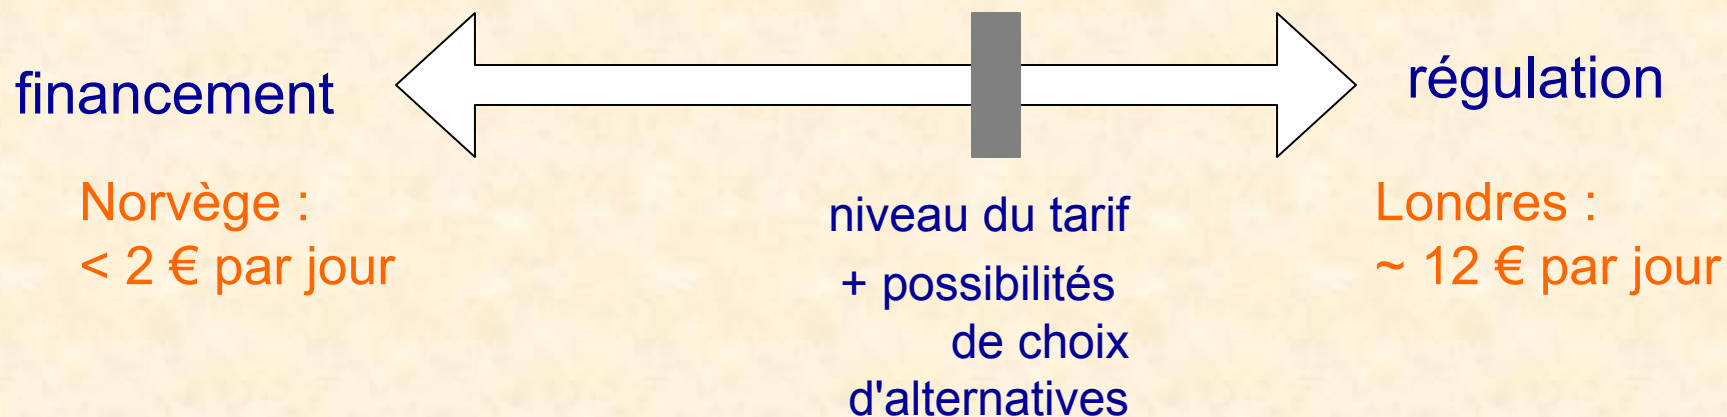 financement
régulation
Norvège :
< 2 € par jour
niveau du tarif
+ possibilités
de choix
d'alternatives
Londres :
~ 12 € par jour